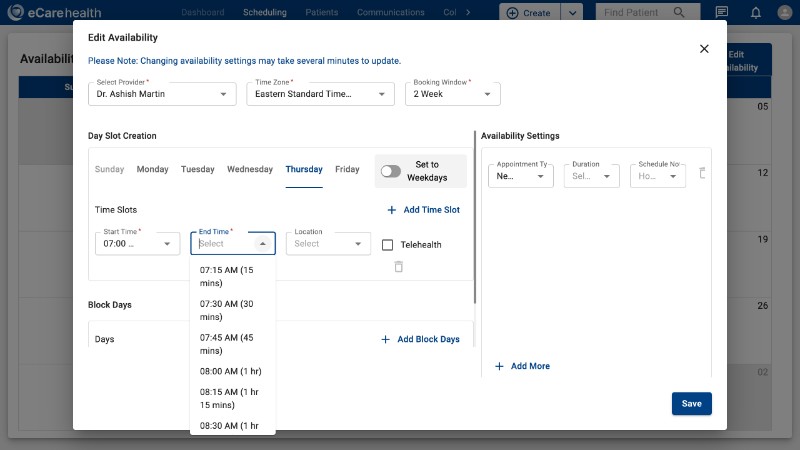 eCarehealth
Dashboard Scheduling Patients Communications Col
Create
Find Patient
Edit Availability
Please Note: Changing availability settings may take several minutes to update.
Select Provider *
Dr. Ashish Martin
Time Zone *
Eastern Standard Time...
Booking Window *
2 Week
Edit
Day Slot Creation
Sunday Monday Tuesday Wednesday Thursday Friday
Set to
Weekdays
Time Slots
Add Time Slot
Start Time *
07:00 ...
End Time *
Select
Location
Select
Telehealth
07:15 AM (15
mins)
07:30 AM (30
mins)
07:45 AM (45
mins)
08:00 AM (1 hr)
08:15 AM (1 hr
15 mins)
08:30 AM (1 hr
Block Days
Days
Add Block Days
Availability Settings
Appointment Ty
Ne...
Duration
Sel...
Schedule No
Ho...
Add More
Save
05
12
19
26
02